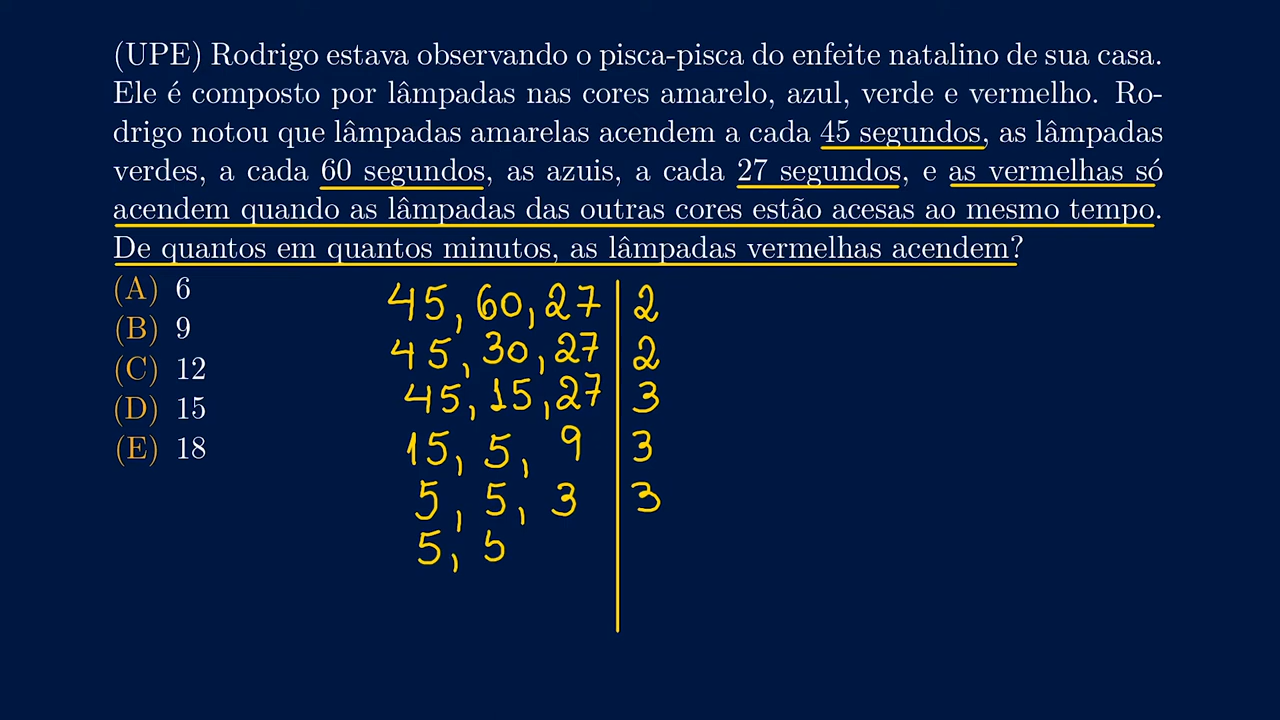 (UPE) Rodrigo estava observando o pisca-pisca do enfeite natalino de sua casa.
Ele é composto por lâmpadas nas cores amarelo, azul, verde e vermelho. Ro-
drigo notou que lâmpadas amarelas acendem a cada 45 segundos, as lâmpadas
verdes, a cada 60 segundos, as azuis, a cada 27 segundos, e as vermelhas só
acendem quando as lâmpadas das outras cores estão acesas ao mesmo tempo.
De quantos em quantos minutos, as lâmpadas vermelhas acendem?
(A) 6
(B) 9
(C) 12
(D) 15
(E) 18
45, 60, 27 | 2
45, 30, 27 | 2
45, 15, 27 | 3
15, 5, 9 | 3
5, 5, 3 | 3
5, 5